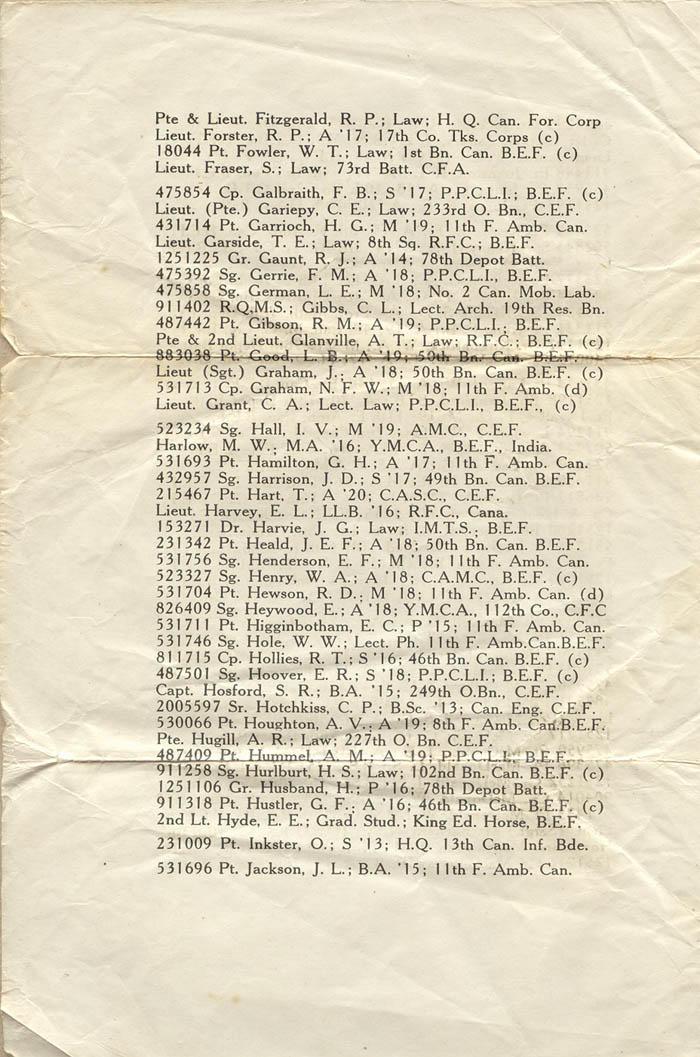 Pte & Lieut. Fitzgerald, R. P.; Law; H. Q. Can. For. Corp
Lieut. Forster, R. P.; A '17; 17th Co. Tks. Corps (c)
18044 Pt. Fowler, W. T.; Law; 1st Bn. Can. B.E.F. (c)
Lieut. Fraser, S.; Law; 73rd Batt. C.F.A.
475854 Cp. Galbraith, F. B.; S '17; P.P.C.L.I.; B.E.F. (c)
Lieut. (Pte.) Gariepy, C. E.; Law; 233rd O. Bn., C.E.F.
431714 Pt. Garrioch, H. G.; M '19; 11th F. Amb. Can.
Lieut. Garside, T. E.; Law; 8th Sq. R.F.C.; B.E.F.
1251225 Gr. Gaunt, R. J.; A '14; 78th Depot Batt.
475392 Sg. Gerrie, F. M.; A '18; P.P.C.L.I., B.E.F.
475858 Sg. German, L. E.; M '18; No. 2 Can. Mob. Lab.
911402 R.Q.M.S.; Gibbs, C. L.; Lect. Arch. 19th Res. Bn.
487442 Pt. Gibson, R. M.; A '19; P.P.C.L.I.; B.E.F.
Pte & 2nd Lieut. Glanville, A. T.; Law; R.F.C.; B.E.F. (c)
883038 Pt. Good, L. B.; A '19; 50th Bn. Can. B.E.F.
Lieut (Sgt.) Graham, J.; A '18; 50th Bn. Can. B.E.F. (c)
531713 Cp. Graham, N. F. W.; M '18; 11th F. Amb. (d)
Lieut. Grant, C. A.; Lect. Law; P.P.C.L.I., B.E.F., (c)
523234 Sg. Hall, I. V.; M '19; A.M.C., C.E.F.
Harlow, M. W.; M.A. '16; Y.M.C.A., B.E.F., India.
531693 Pt. Hamilton, G. H.; A '17; 11th F. Amb. Can.
432957 Sg. Harrison, J. D.; S '17; 49th Bn. Can. B.E.F.
215467 Pt. Hart, T.; A '20; C.A.S.C., C.E.F.
Lieut. Harvey, E. L.; LL.B. '16; R.F.C., Cana.
153271 Dr. Harvie, J. G.; Law; I.M.T.S.; B.E.F.
231342 Pt. Heald, J. E. F.; A '18; 50th Bn. Can. B.E.F.
531756 Sg. Henderson, E. F.; M '18; 11th F. Amb. Can.
523327 Sg. Henry, W. A.; A '18; C.A.M.C., B.E.F. (c)
531704 Pt. Hewson, R. D.; M '18; 11th F. Amb. Can. (d)
826409 Sg. Heywood, E.; A '18; Y.M.C.A., 112th Co., C.F.C
531711 Pt. Higginbotham, E. C.; P '15; 11th F. Amb. Can.
531746 Sg. Hole, W. W.; Lect. Ph. 11th F. Amb.Can.B.E.F.
811715 Cp. Hollies, R. T.; S '16; 46th Bn. Can. B.E.F. (c)
487501 Sg. Hoover, E. R.; S '18; P.P.C.L.I.; B.E.F. (c)
Capt. Hosford, S. R.; B.A. '15; 249th O.Bn., C.E.F.
2005597 Sr. Hotchkiss, C. P.; B.Sc. '13; Can. Eng. C.E.F.
530066 Pt. Houghton, A. V.; A '19; 8th F. Amb. Can.B.E.F.
Pte. Hugill, A. R.; Law; 227th O. Bn. C.E.F.
487409 Pt. Hummel, A. M.; A '19; P.P.C.L.I.; B.E.F.
911258 Sg. Hurlburt, H. S.; Law; 102nd Bn. Can. B.E.F. (c)
1251106 Gr. Husband, H.; P '16; 78th Depot Batt.
911318 Pt. Hustler, G. F.; A '16; 46th Bn. Can. B.E.F. (c)
2nd Lt. Hyde, E. E.; Grad. Stud.; King Ed. Horse, B.E.F.
231009 Pt. Inkster, O.; S '13; H.Q. 13th Can. Inf. Bde.
531696 Pt. Jackson, J. L.; B.A. '15; 11th F. Amb. Can.